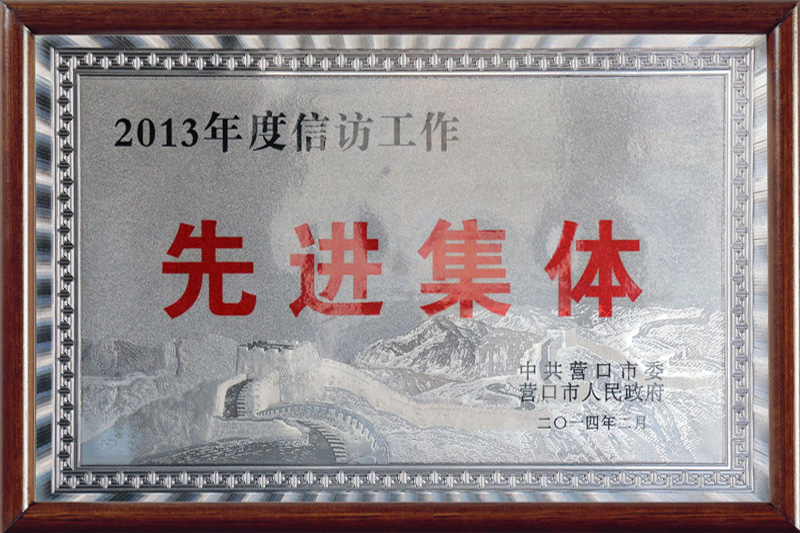 2013年度信访工作
先进集体
中共营口市委
营口市人民政府
二〇一四年二月